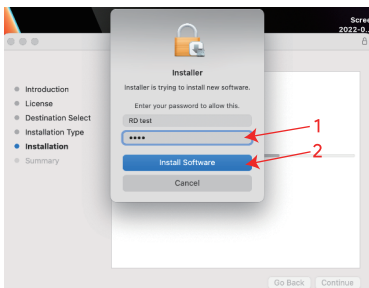 Scree
2022-0..
Installer
Installer is trying to install new software.
Enter your password to allow this.
RD test
••••
1
Install Software
2
Cancel
Introduction
License
Destination Select
Installation Type
Installation
Summary
Go Back
Continue